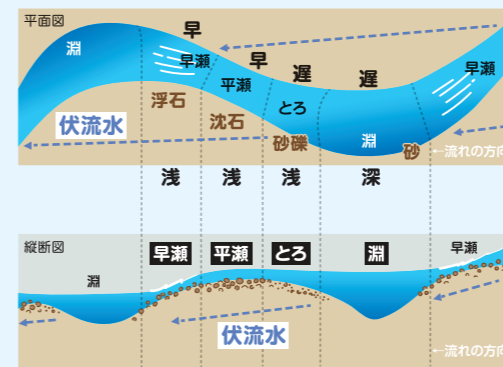 平面図
早
淵
早瀬
早
遅
遅
早瀬
平瀬
とろ
浮石
沈石
伏流水
砂礫
淵
砂
←流れの方向
浅
浅
浅
深
縦断図
早瀬
平瀬
とろ
淵
早瀬
淵
伏流水
←流れの方向